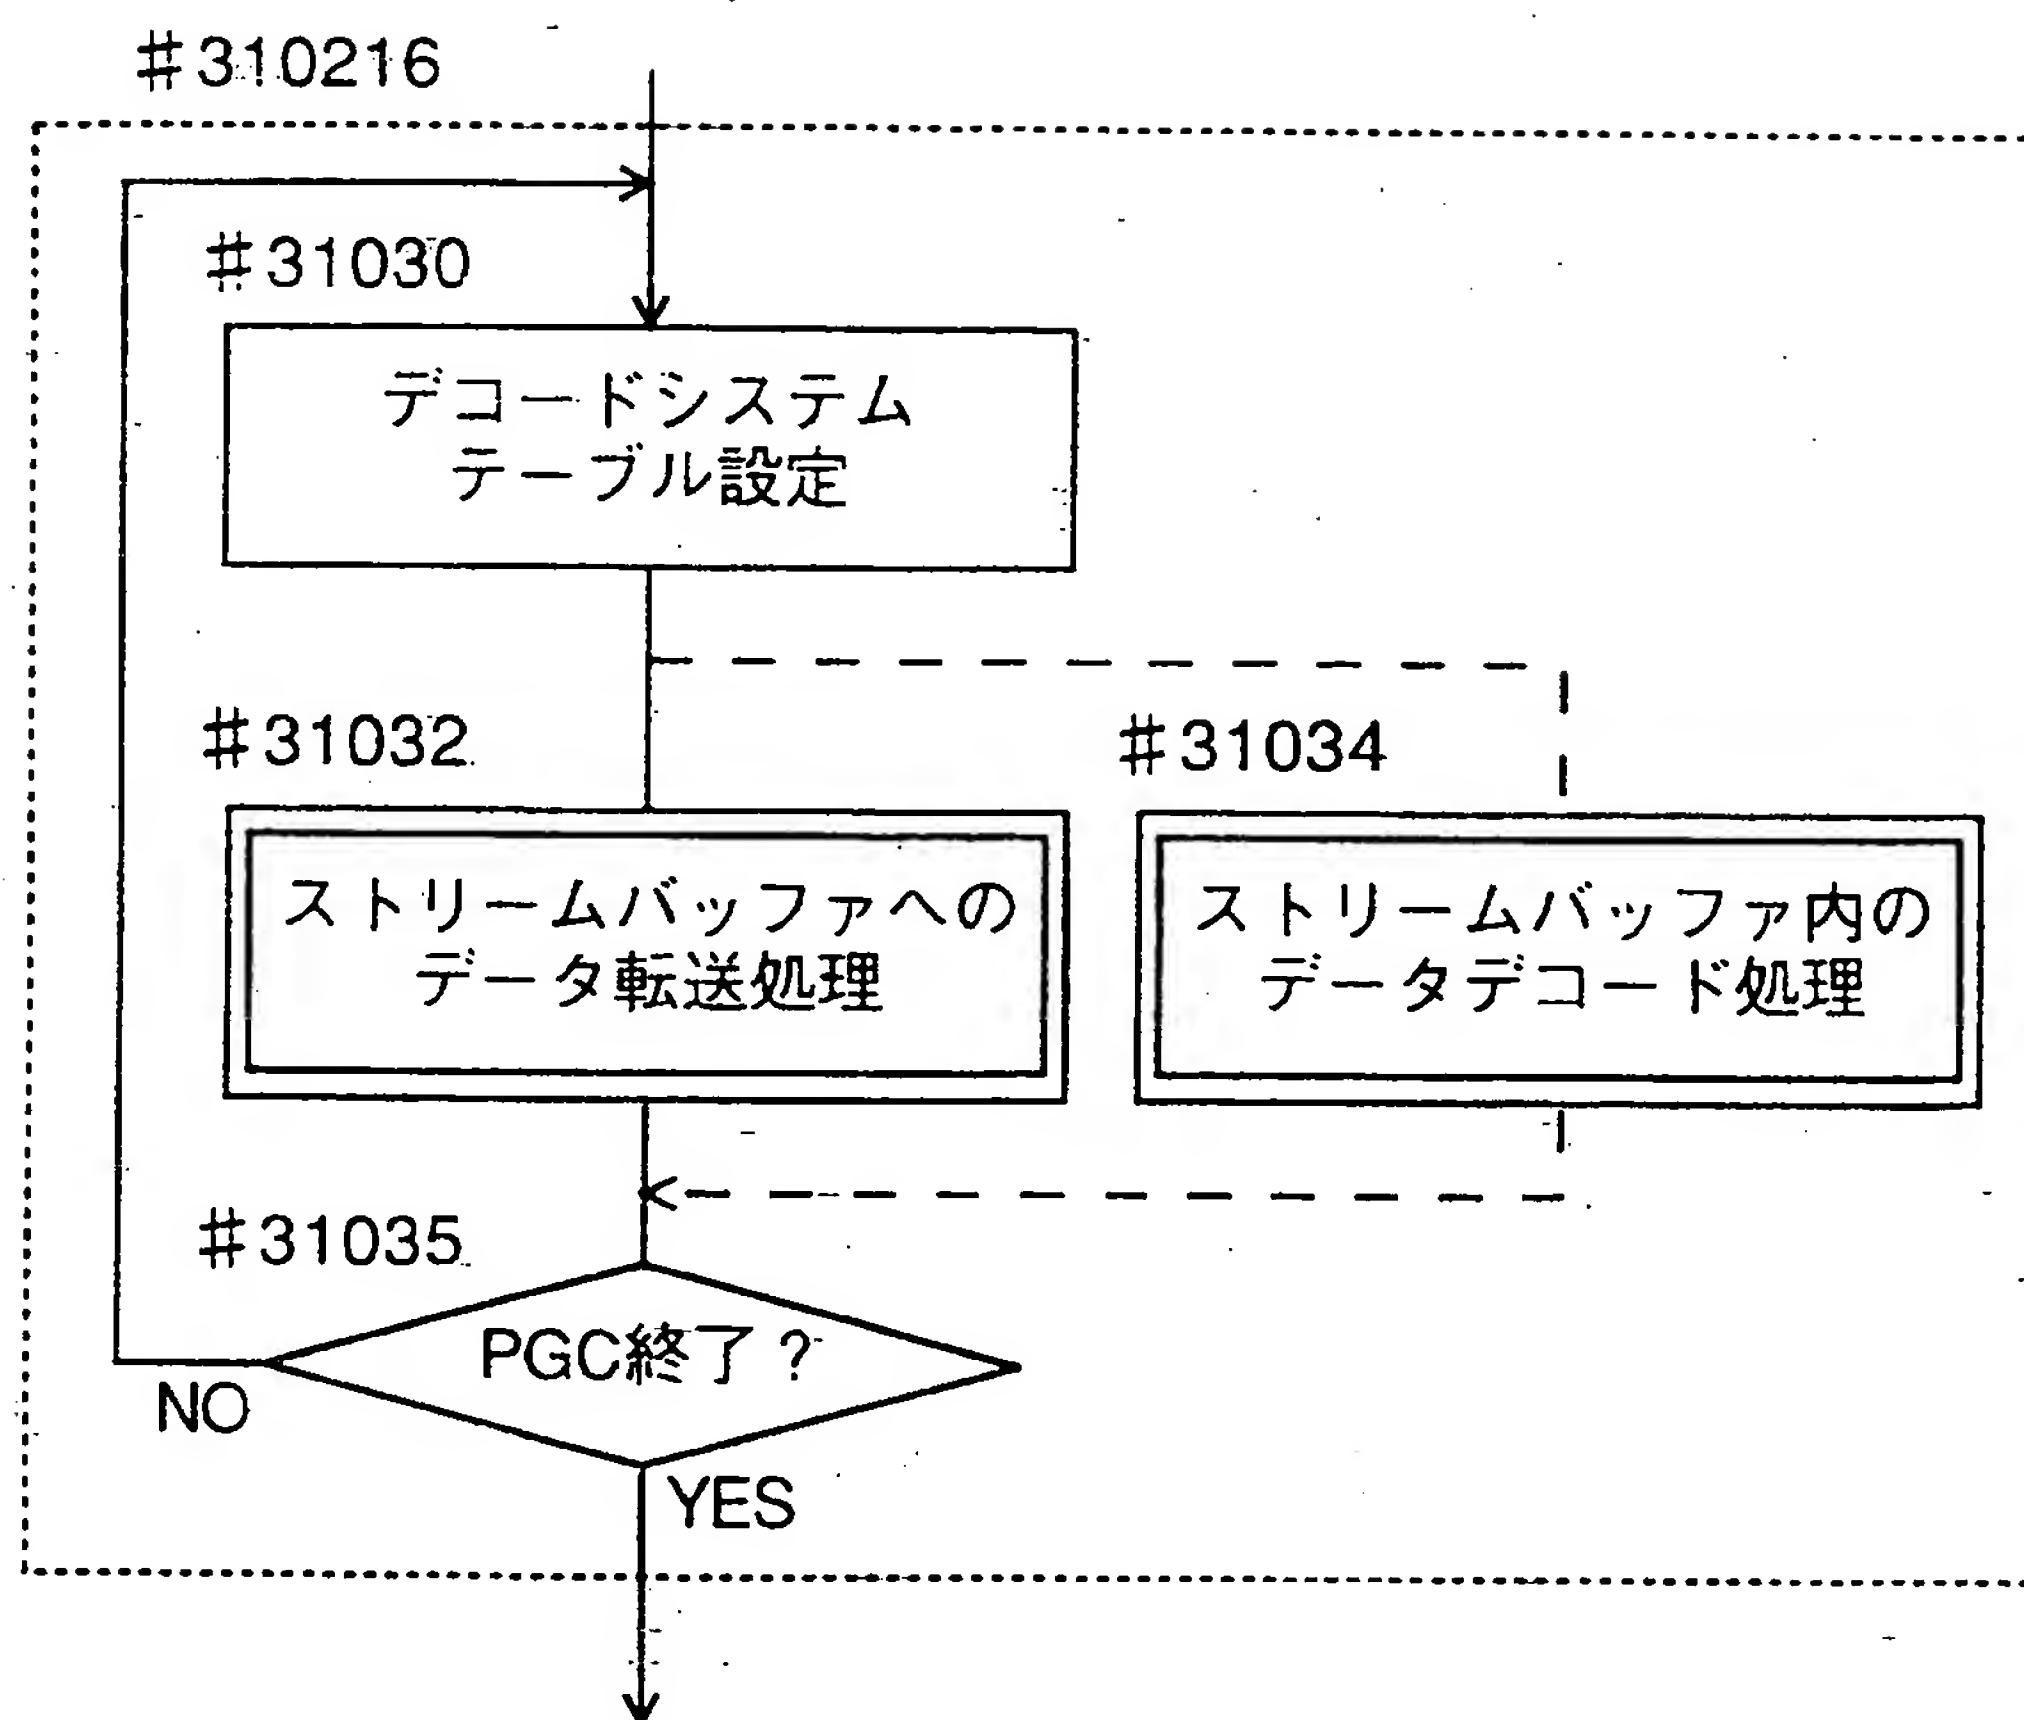 #310216
#31030
デコードシステム
テーブル設定
#31032
#31034
ストリームバッファへの
データ転送処理
ストリームバッファ内の
データデコード処理
#31035
PGC終了?
NO
YES